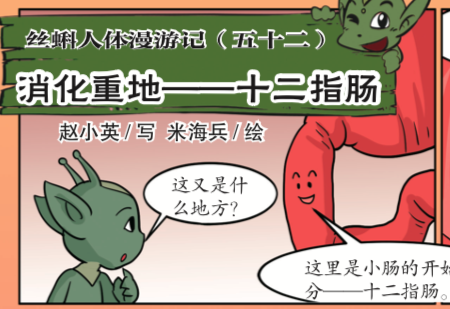 丝蝌人体漫游记（五十二）
消化重地——十二指肠
赵小英/写 米海兵/绘
这又是什
么地方？
这里是小肠的开始
分——十二指肠。